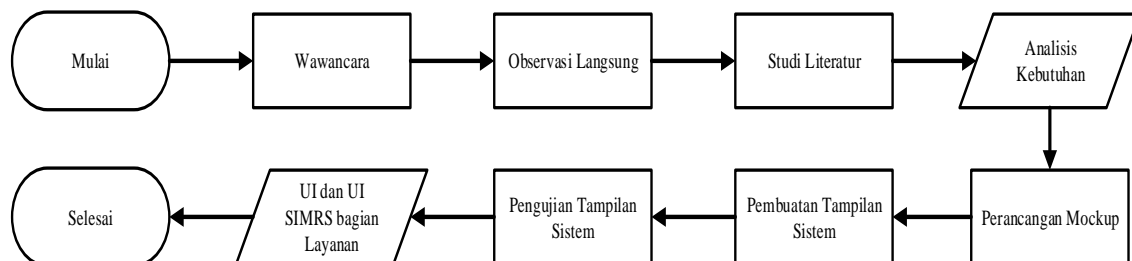 Mulai
Wawancara
Observasi Langsung
Studi Literatur
Analisis
Kebutuhan
Perancangan Mockup
Pembuatan Tampilan
Sistem
Pengujian Tampilan
Sistem
UI dan UI
SIMRS bagian
Layanan
Selesai